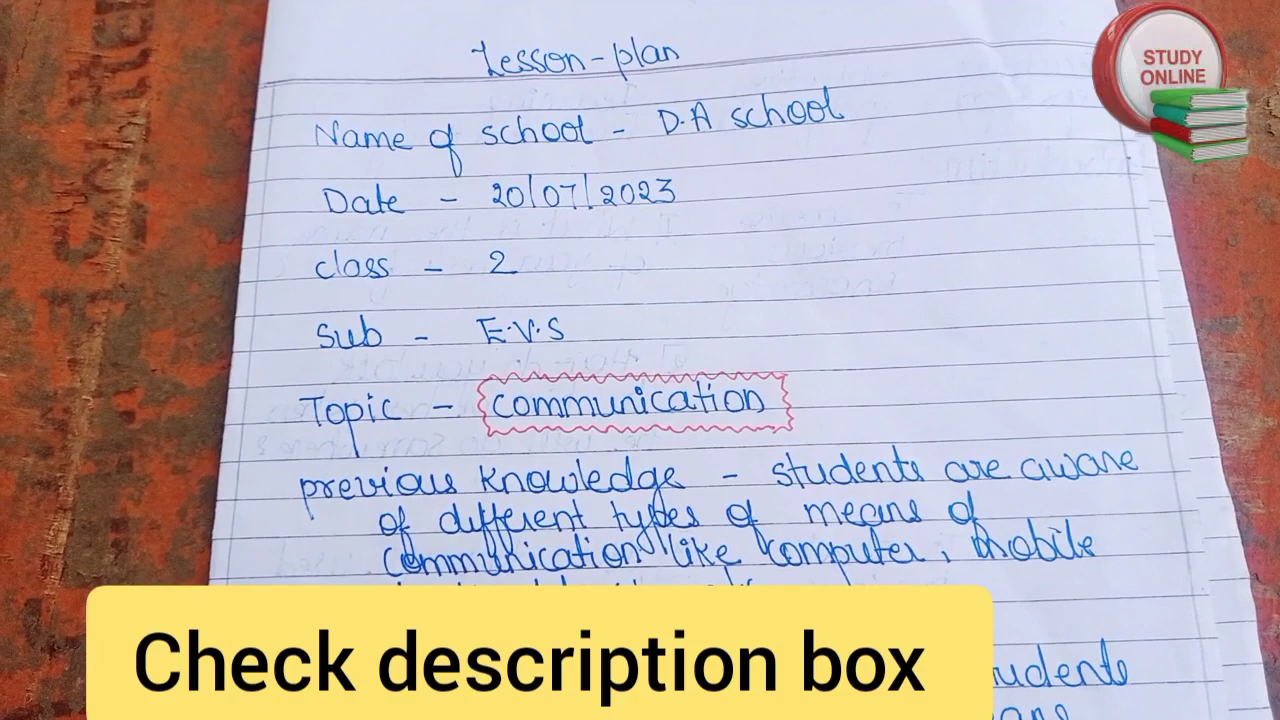 STUDY
ONLINE
Lesson-plan
Name of school - D.A school
Date - 20/07/2023
class - 2
Sub - E.V.S
Topic - communication
previous knowledge - students are aware
of different types of means of
communication like computer, mobile
Check description box